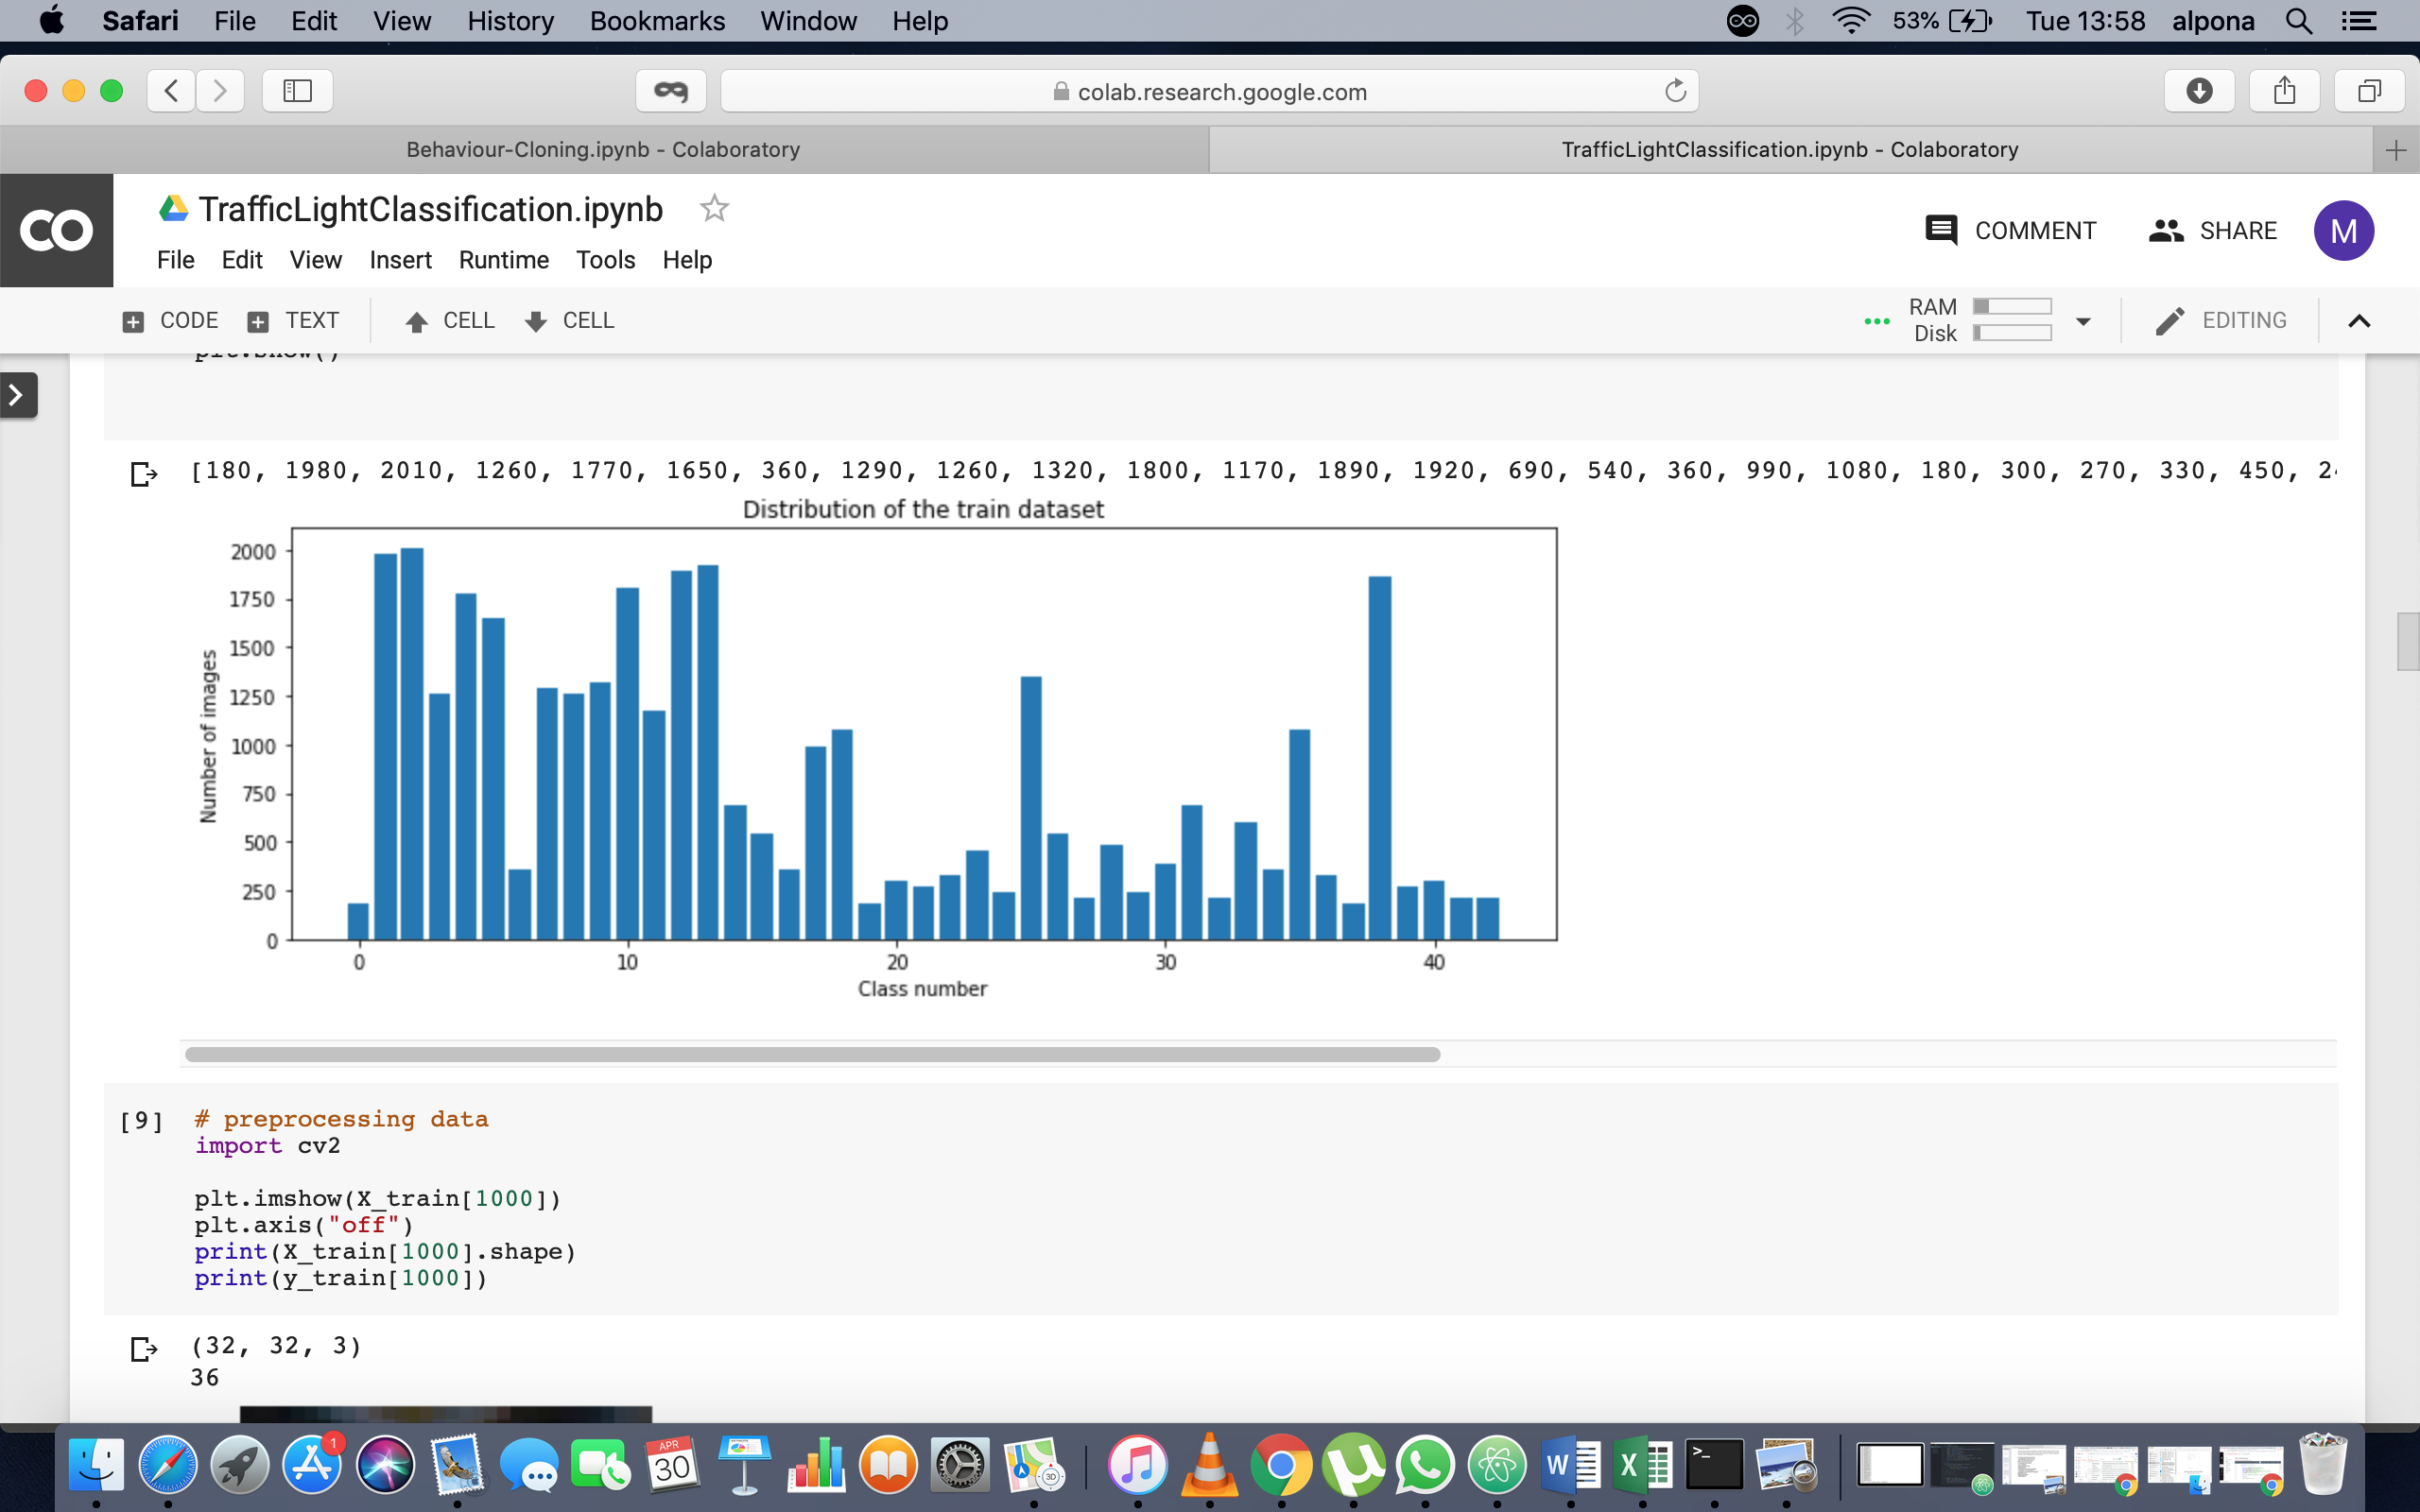 Safari File Edit View History Bookmarks Window Help 53% Tue 13:58 alpona
colab.research.google.com
Behaviour-Cloning.ipynb - Colaboratory TrafficLightClassification.ipynb - Colaboratory
CO TrafficLightClassification.ipynb
COMMENT SHARE M
File Edit View Insert Runtime Tools Help
CODE TEXT CELL CELL RAM Disk EDITING
plt.show()
[180, 1980, 2010, 1260, 1770, 1650, 360, 1290, 1260, 1320, 1800, 1170, 1890, 1920, 690, 540, 360, 990, 1080, 180, 300, 270, 330, 450,
Distribution of the train dataset
2000
1750
1500
1250
1000
750
500
250
0
Number of images
0 10 20 30 40
Class number
[9] # preprocessing data
import cv2
plt.imshow(X_train[1000])
plt.axis("off")
print(X_train[1000].shape)
print(y_train[1000])
(32, 32, 3)
36
1
APR
30
3D
W
X
>_